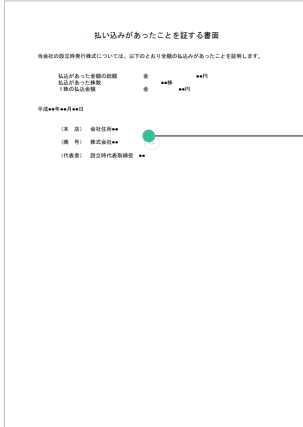 払い込みがあったことを証する書面
当会社の設立時発行株式については、以下のとおり全額の払込みがあったことを証明します。
払込があった金額の総額 金 ●●円
払込があった株数 ●●株
1株の払込金額 金 ●●円
平成●●年●●月●●日
(本 店) 会社住所●●
(商 号) 株式会社●●
(代表者) 設立時代表取締役 ●●